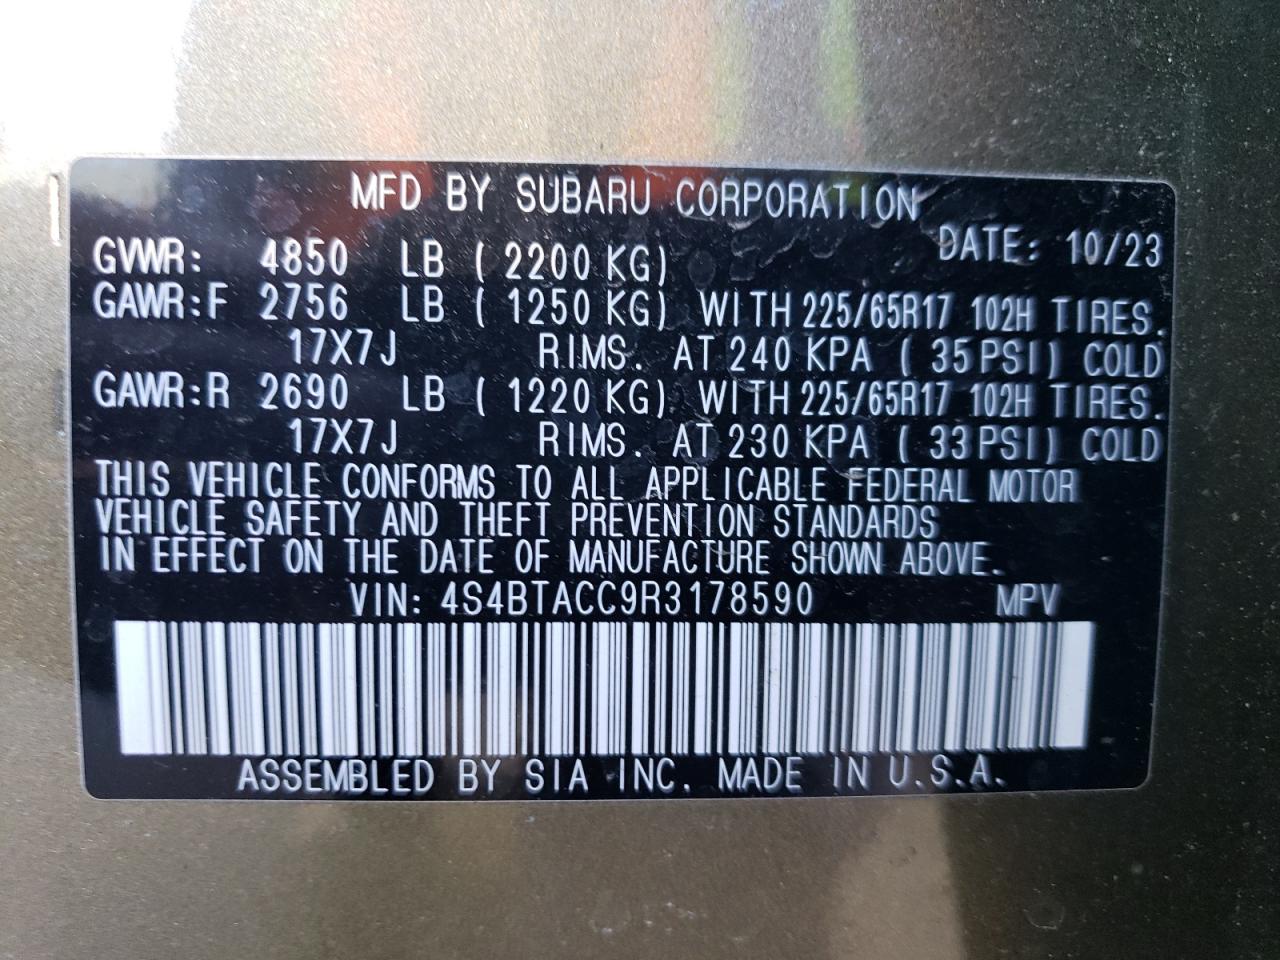 MFD BY SUBARU CORPORATION
DATE: 10/23
GVWR: 4850 LB ( 2200 KG)
GAWR:F 2756 LB ( 1250 KG) WITH 225/65R17 102H TIRES.
17X7J RIMS. AT 240 KPA ( 35PSI) COLD
GAWR:R 2690 LB ( 1220 KG) WITH 225/65R17 102H TIRES.
17X7J RIMS. AT 230 KPA ( 33PSI) COLD
THIS VEHICLE CONFORMS TO ALL APPLICABLE FEDERAL MOTOR
VEHICLE SAFETY AND THEFT PREVENTION STANDARDS
IN EFFECT ON THE DATE OF MANUFACTURE SHOWN ABOVE.
VIN: 4S4BTACC9R3178590 MPV
ASSEMBLED BY SIA INC. MADE IN U.S.A.